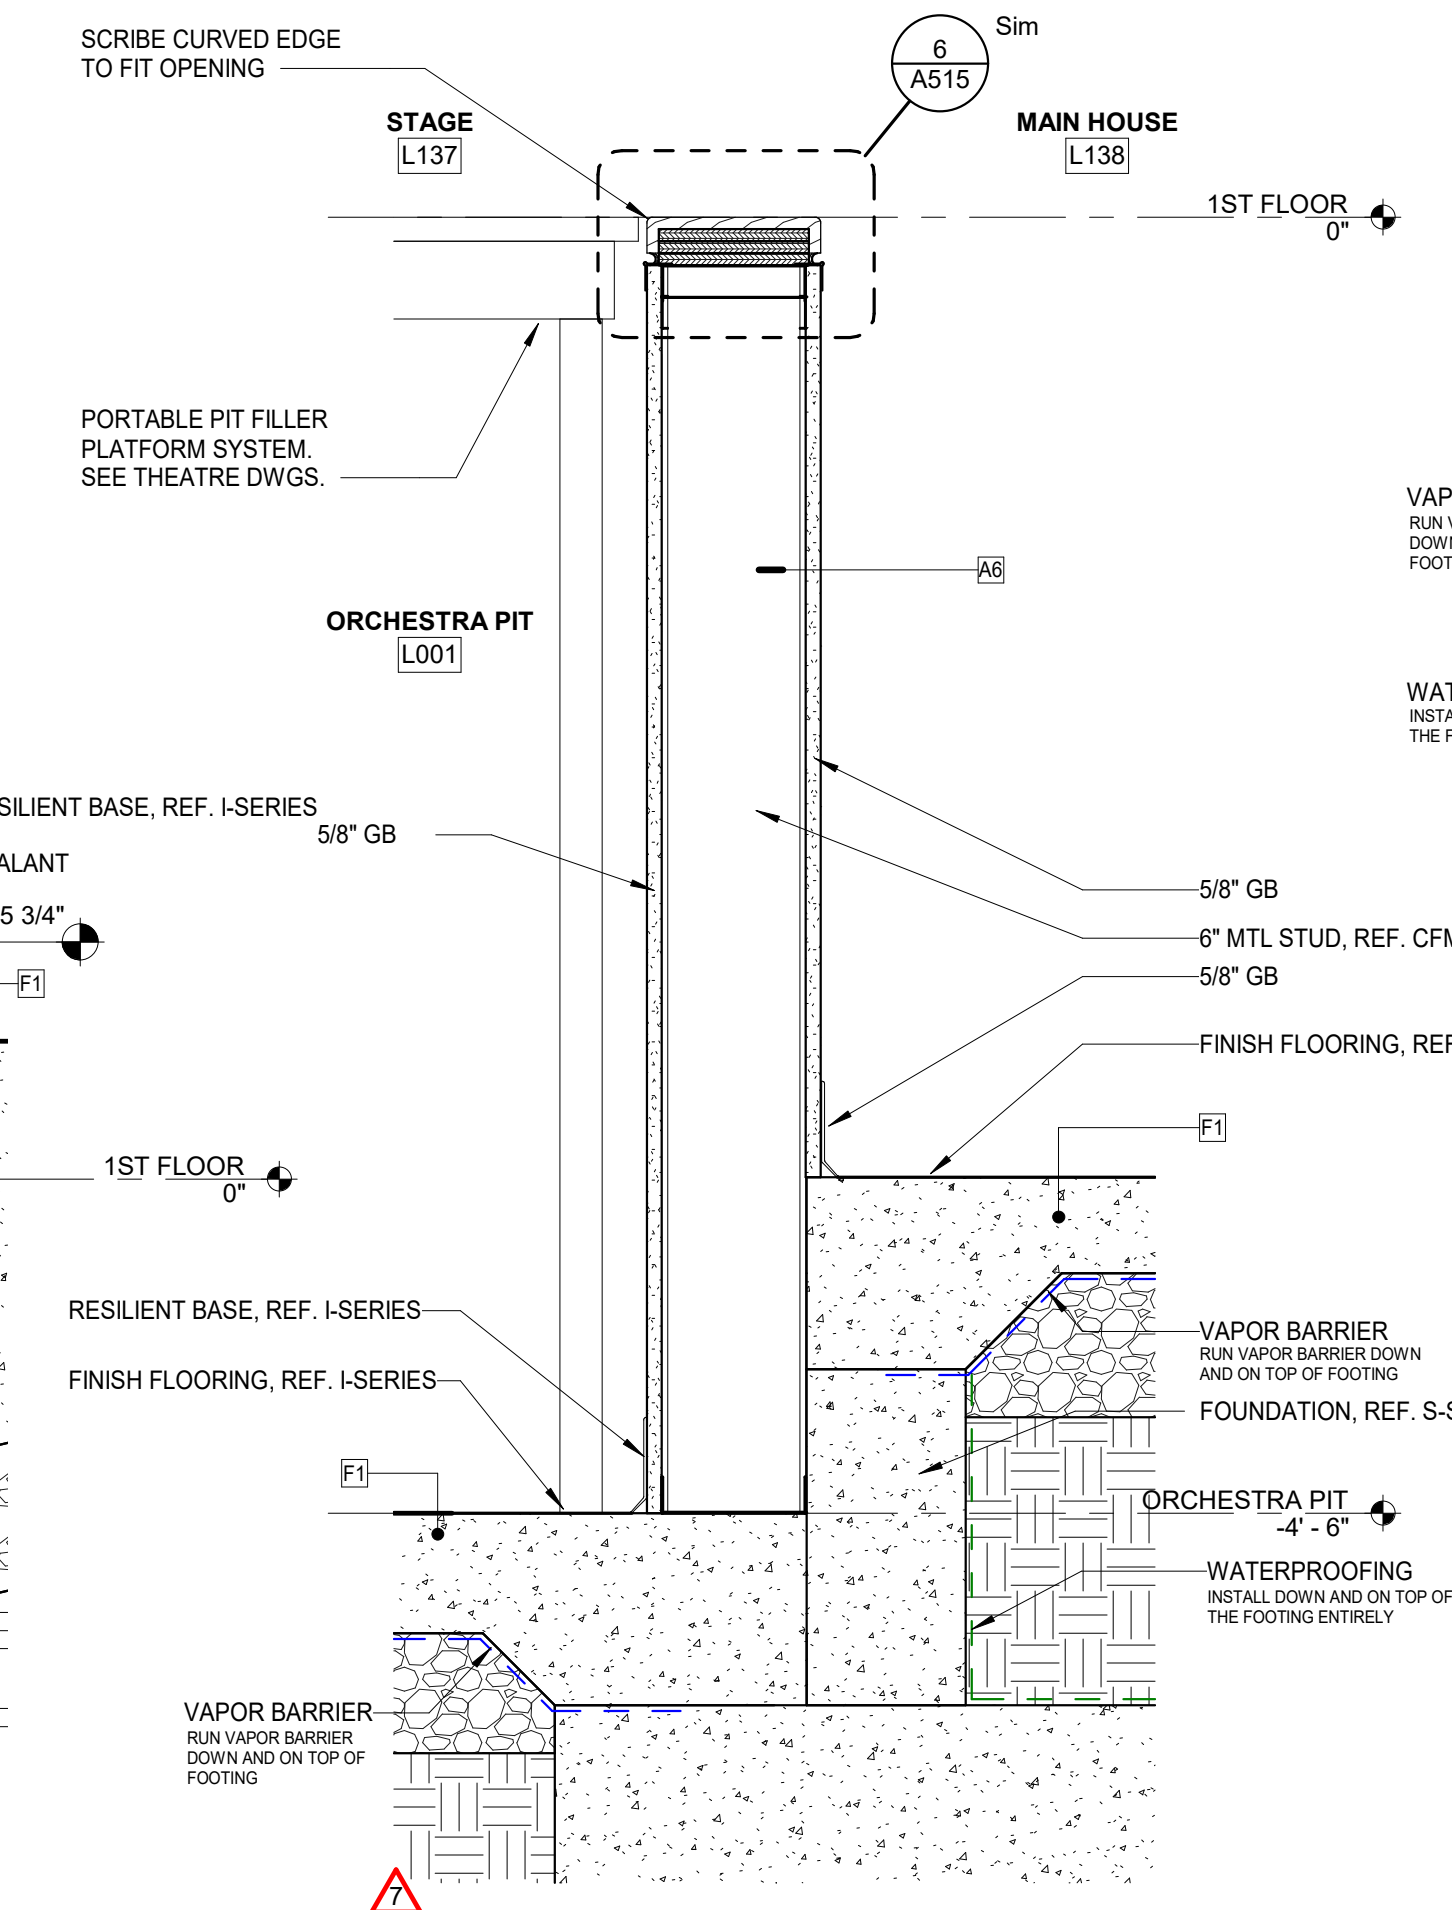 SCRIBE CURVED EDGE
TO FIT OPENING
6
A515
Sim
STAGE
L137
MAIN HOUSE
L138
1ST FLOOR
0"
PORTABLE PIT FILLER
PLATFORM SYSTEM.
SEE THEATRE DWGS.
A6
ORCHESTRA PIT
L001
VAP
RUN V
DOWN
FOOT
WAT
INSTA
THE F
SILIENT BASE, REF. I-SERIES
5/8" GB
ALANT
5 3/4"
F1
5/8" GB
6" MTL STUD, REF. CFM
5/8" GB
FINISH FLOORING, REF
F1
1ST FLOOR
0"
RESILIENT BASE, REF. I-SERIES
FINISH FLOORING, REF. I-SERIES
F1
VAPOR BARRIER
RUN VAPOR BARRIER DOWN
AND ON TOP OF FOOTING
FOUNDATION, REF. S-S
ORCHESTRA PIT
-4' - 6"
WATERPROOFING
INSTALL DOWN AND ON TOP OF
THE FOOTING ENTIRELY
VAPOR BARRIER
RUN VAPOR BARRIER
DOWN AND ON TOP OF
FOOTING
7